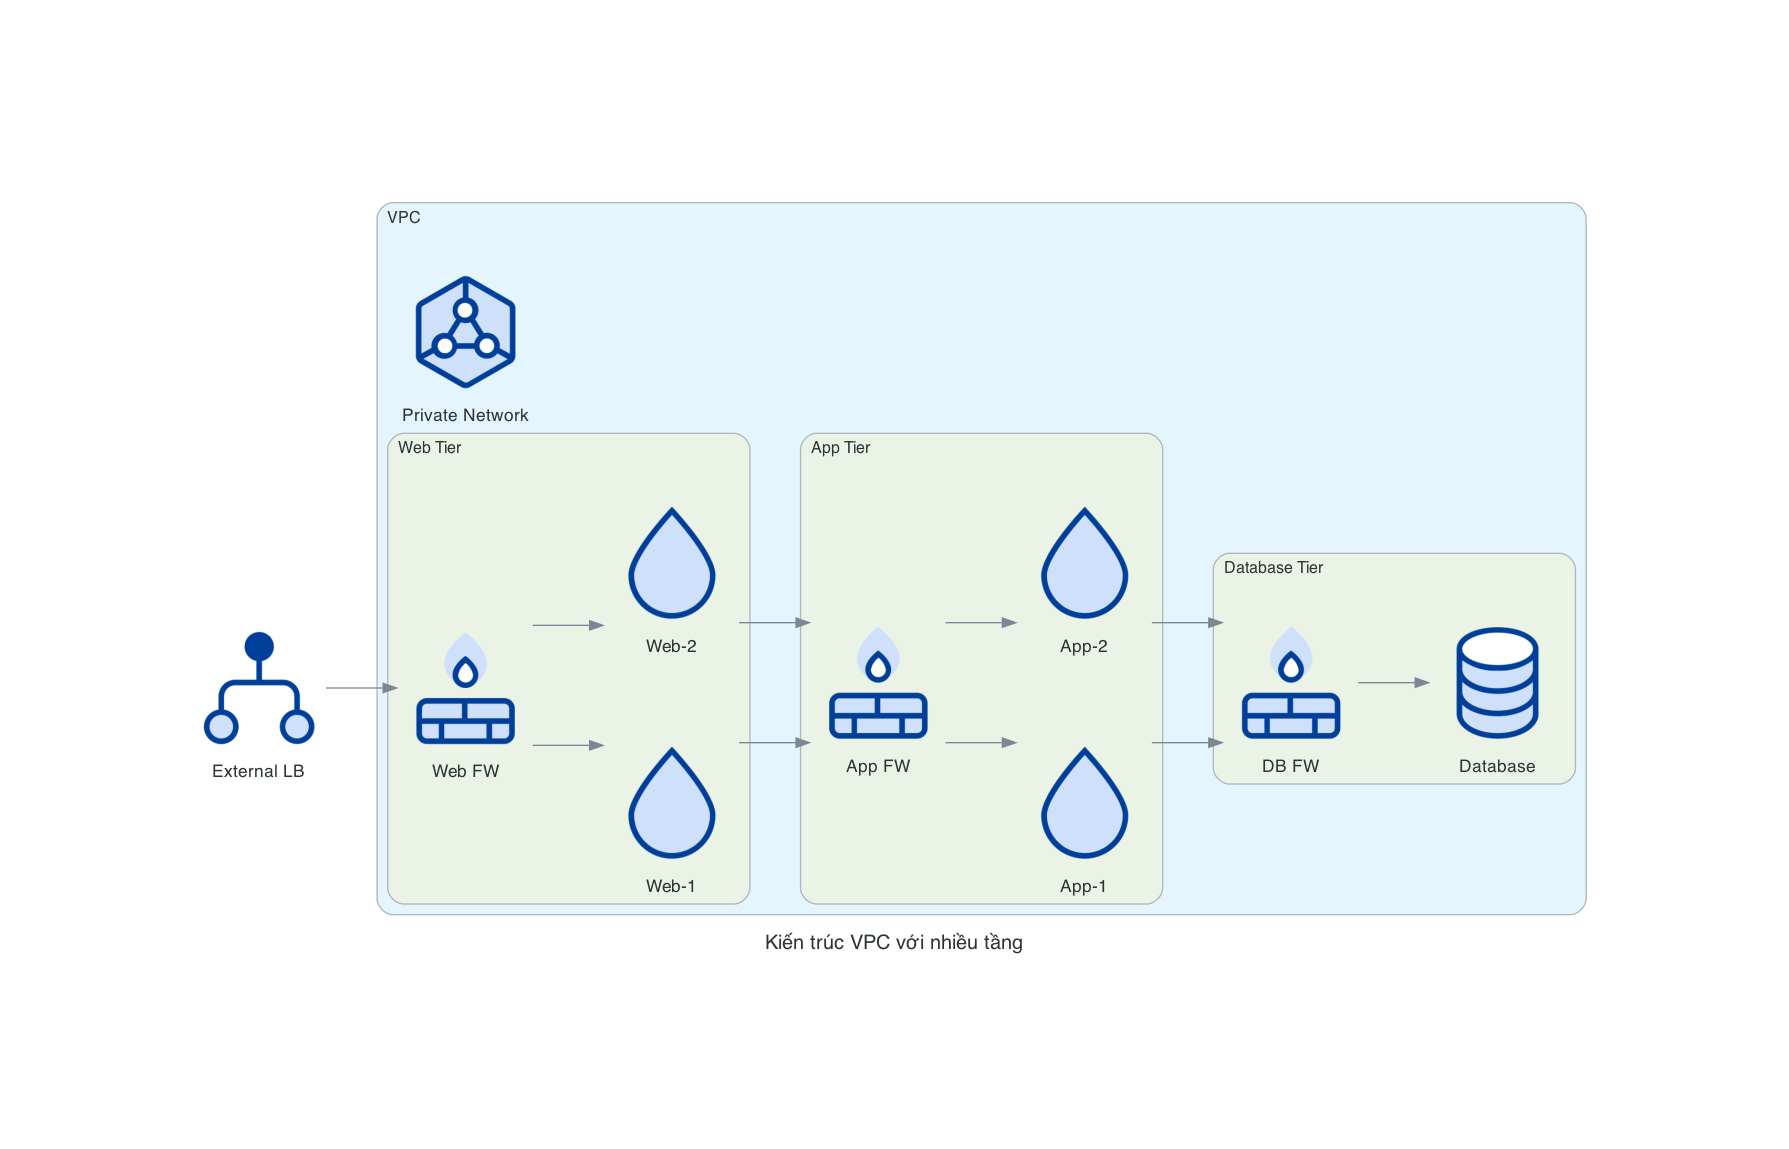 VPC
Private Network
Web Tier
App Tier
Database Tier
Web-2
App-2
External LB
Web FW
App FW
DB FW
Database
Web-1
App-1
Kiến trúc VPC với nhiều tầng